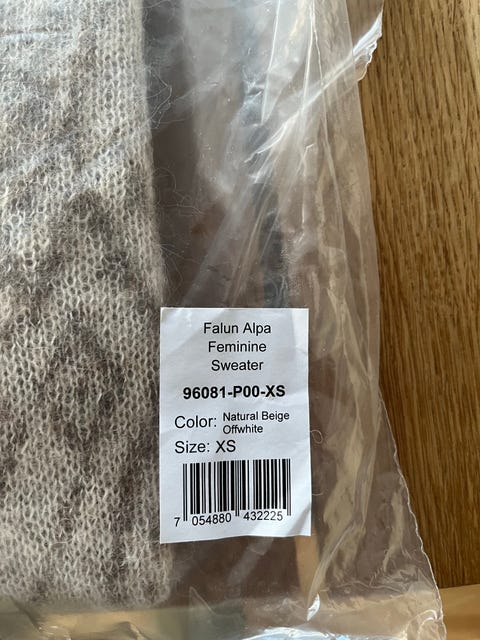 Falun Alpa
Feminine
Sweater
96081-P00-XS
Color: Natural Beige
Offwhite
Size: XS
7 054880 432225